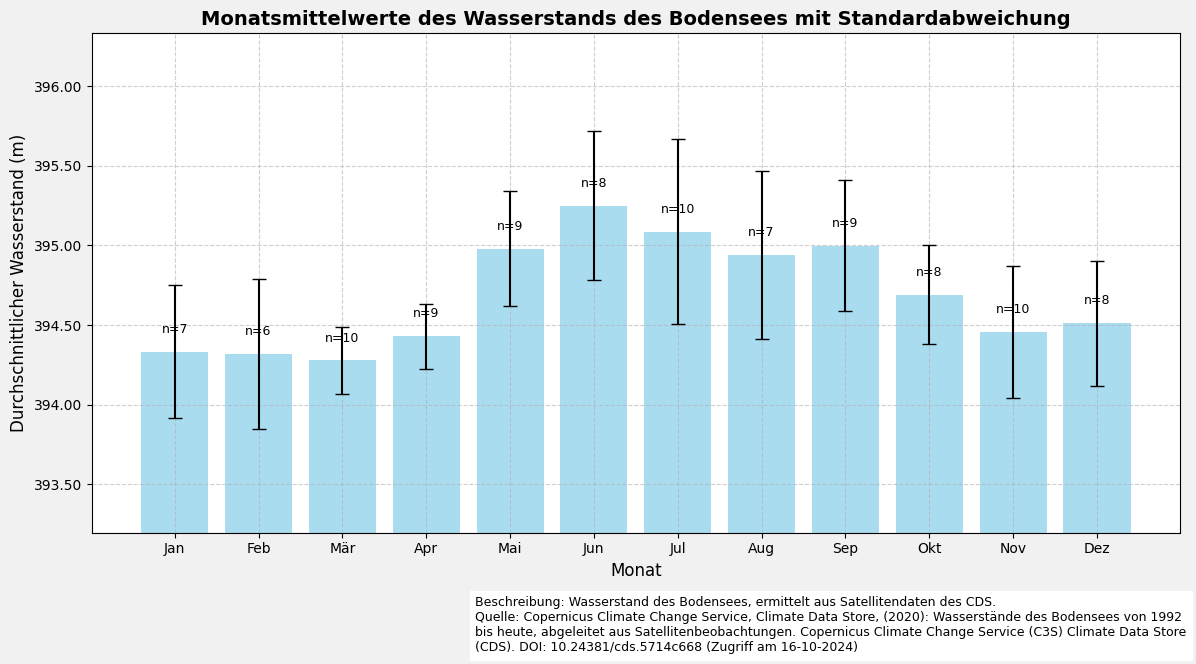 Monatsmittelwerte des Wasserstands des Bodensees mit Standardabweichung
Durchschnittlicher Wasserstand (m)
396.00
395.50
395.00
394.50
394.00
393.50
n=7
n=6
n=10
n=9
n=9
n=8
n=10
n=7
n=9
n=8
n=10
n=8
Jan
Feb
Mär
Apr
Mai
Jun
Jul
Aug
Sep
Okt
Nov
Dez
Monat
Beschreibung: Wasserstand des Bodensees, ermittelt aus Satellitendaten des CDS.
Quelle: Copernicus Climate Change Service, Climate Data Store, (2020): Wasserstände des Bodensees von 1992
bis heute, abgeleitet aus Satellitenbeobachtungen. Copernicus Climate Change Service (C3S) Climate Data Store
(CDS). DOI: 10.24381/cds.5714c668 (Zugriff am 16-10-2024)